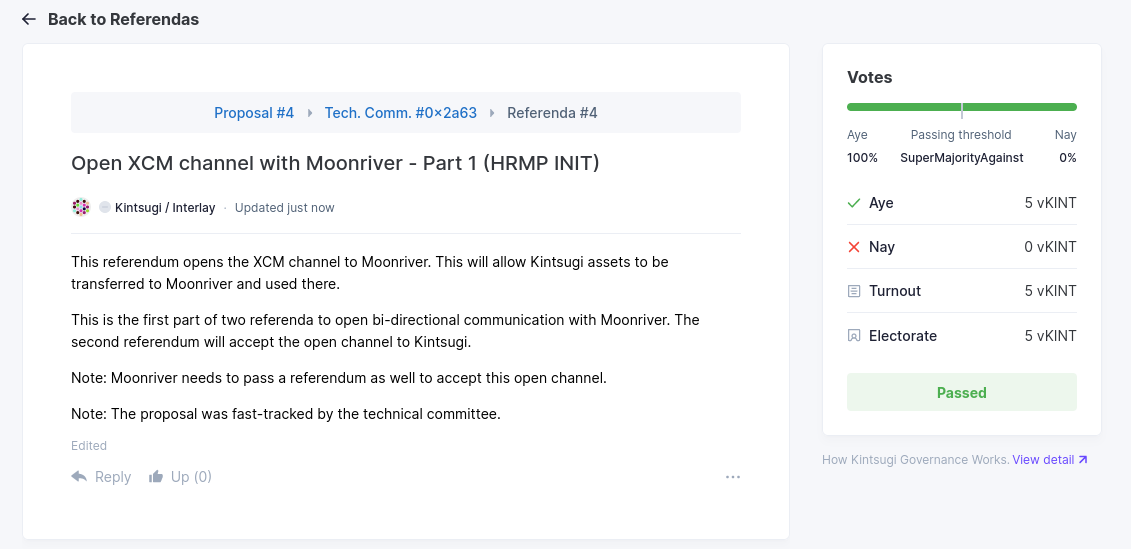 Back to Referendas
Proposal #4
Tech. Comm. #0×2a63
Referenda #4
Open XCM channel with Moonriver - Part 1 (HRMP INIT)
Kintsugi / Interlay · Updated just now
This referendum opens the XCM channel to Moonriver. This will allow Kintsugi assets to be
transferred to Moonriver and used there.
This is the first part of two referenda to open bi-directional communication with Moonriver. The
second referendum will accept the open channel to Kintsugi.
Note: Moonriver needs to pass a referendum as well to accept this open channel.
Note: The proposal was fast-tracked by the technical committee.
Edited
Reply
Up (0)
Votes
Aye Passing threshold Nay
100% SuperMajorityAgainst 0%
Aye 5 vKINT
Nay 0 vKINT
Turnout 5 vKINT
Electorate 5 vKINT
Passed
How Kintsugi Governance Works. View detail